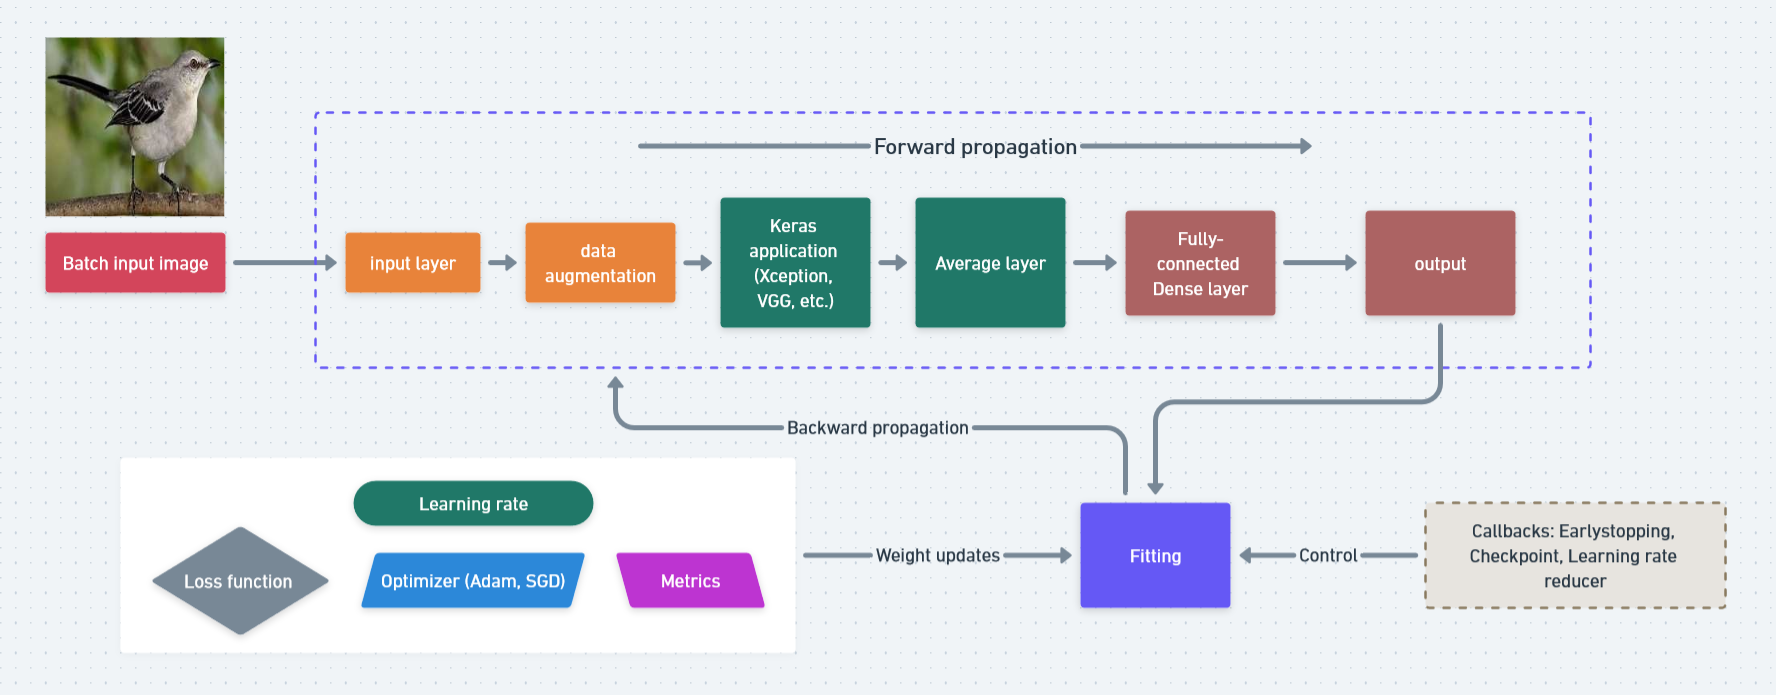 Forward propagation
Batch input image
input layer
data
augmentation
Keras
application
(Xception,
VGG, etc.)
Average layer
Fully-
connected
Dense layer
output
Backward propagation
Learning rate
Loss function
Optimizer (Adam, SGD)
Metrics
Weight updates
Fitting
Control
Callbacks: Earlystopping,
Checkpoint, Learning rate
reducer